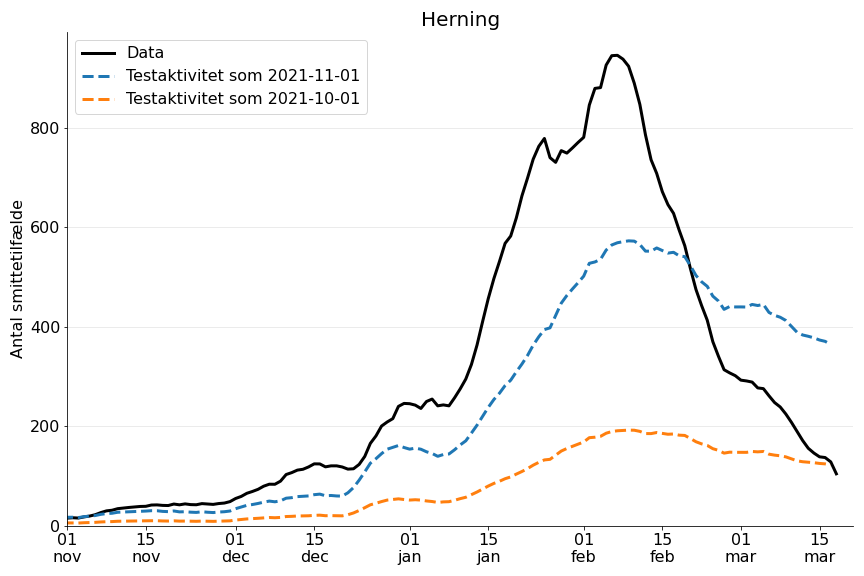 Herning
Data
Testaktivitet som 2021-11-01
Testaktivitet som 2021-10-01
Antal smittetilfælde
800
600
400
200
0
01 15 01 15 01 15 01 15 01 15
nov nov dec dec jan jan feb feb mar mar